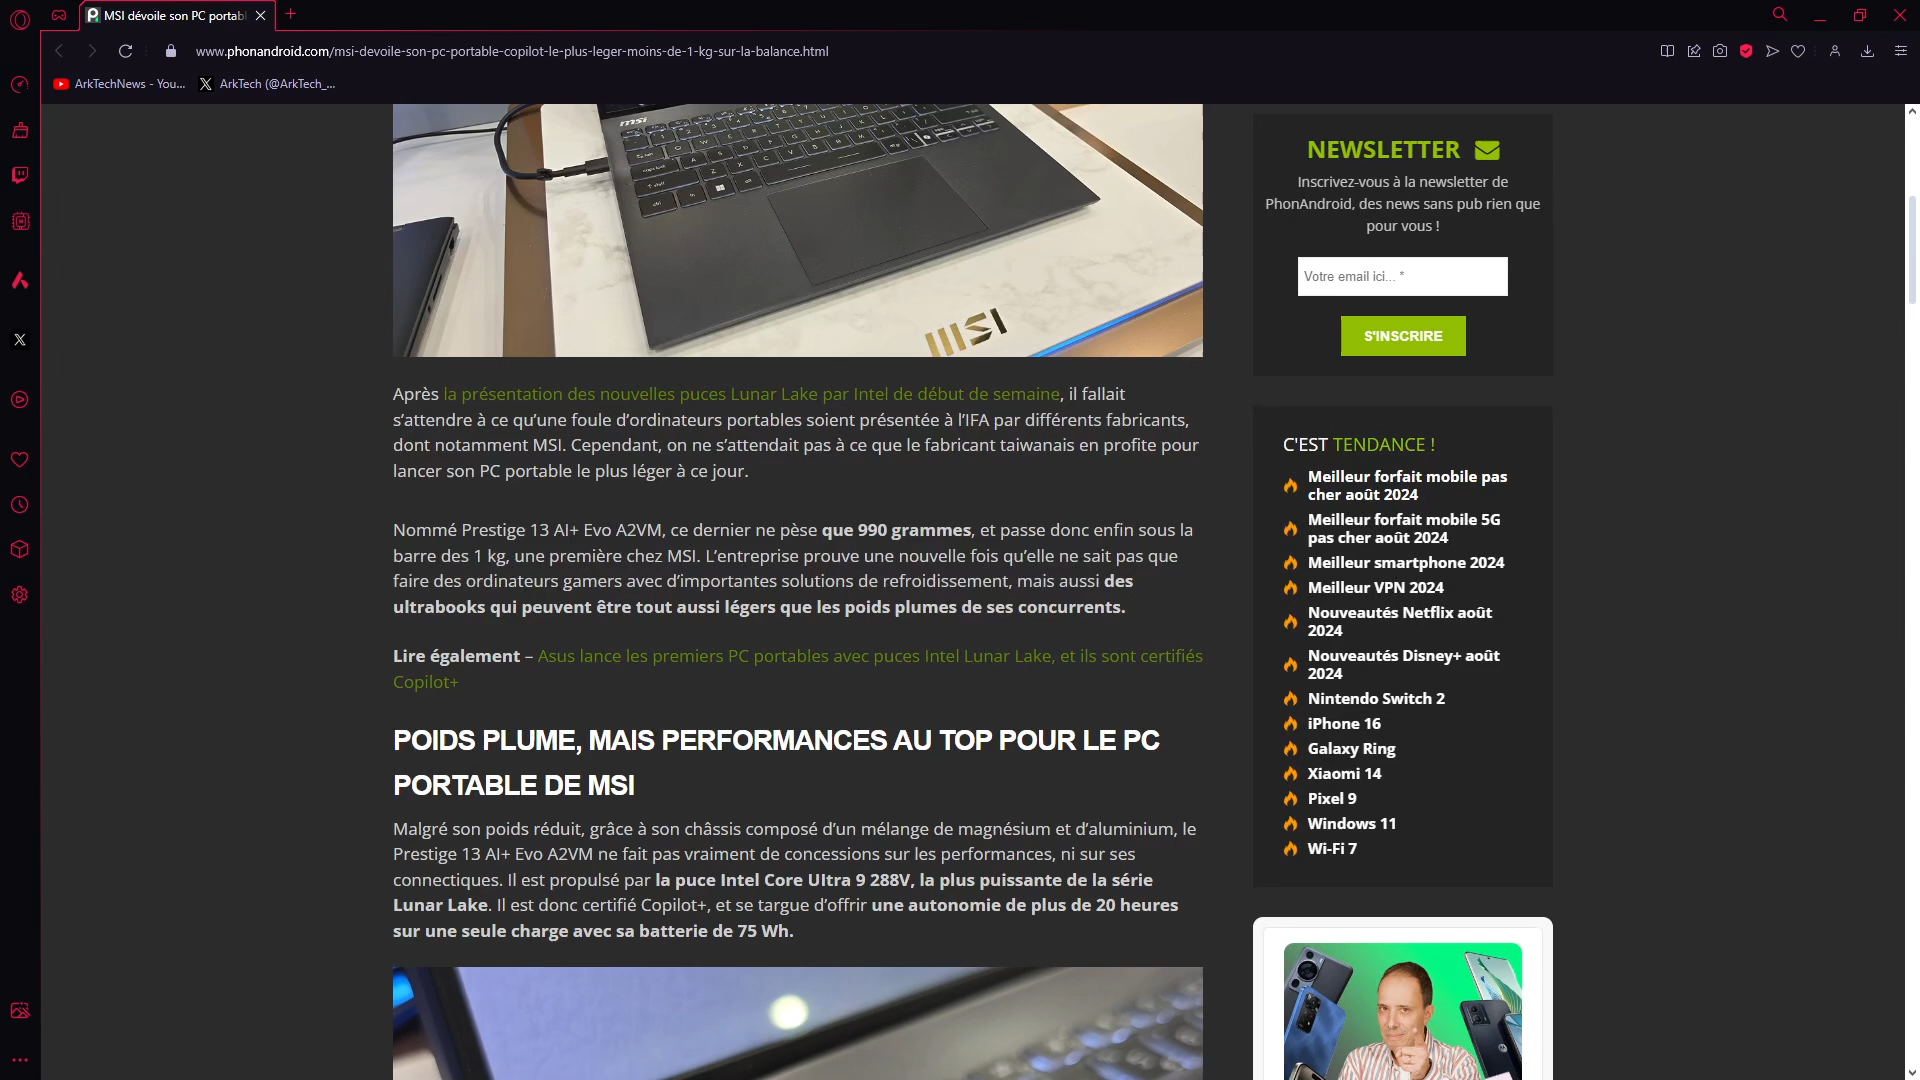 MSI dévoile son PC portabl
www.phonandroid.com/msi-devoile-son-pc-portable-copilot-le-plus-leger-moins-de-1-kg-sur-la-balance.html
ArkTechNews - You...
ArkTech (@ArkTech_...
msi
msi
Après la présentation des nouvelles puces Lunar Lake par Intel de début de semaine, il fallait
s’attendre à ce qu’une foule d’ordinateurs portables soient présentée à l’IFA par différents fabricants,
dont notamment MSI. Cependant, on ne s’attendait pas à ce que le fabricant taiwanais en profite pour
lancer son PC portable le plus léger à ce jour.
Nommé Prestige 13 AI+ Evo A2VM, ce dernier ne pèse que 990 grammes, et passe donc enfin sous la
barre des 1 kg, une première chez MSI. L’entreprise prouve une nouvelle fois qu’elle ne sait pas que
faire des ordinateurs gamers avec d’importantes solutions de refroidissement, mais aussi des
ultrabooks qui peuvent être tout aussi légers que les poids plumes de ses concurrents.
Lire également – Asus lance les premiers PC portables avec puces Intel Lunar Lake, et ils sont certifiés
Copilot+
POIDS PLUME, MAIS PERFORMANCES AU TOP POUR LE PC
PORTABLE DE MSI
Malgré son poids réduit, grâce à son châssis composé d’un mélange de magnésium et d’aluminium, le
Prestige 13 AI+ Evo A2VM ne fait pas vraiment de concessions sur les performances, ni sur ses
connectiques. Il est propulsé par la puce Intel Core Ultra 9 288V, la plus puissante de la série
Lunar Lake. Il est donc certifié Copilot+, et se targue d’offrir une autonomie de plus de 20 heures
sur une seule charge avec sa batterie de 75 Wh.
NEWSLETTER
Inscrivez-vous à la newsletter de
PhonAndroid, des news sans pub rien que
pour vous !
Votre email ici... *
S'INSCRIRE
C'EST TENDANCE !
Meilleur forfait mobile pas
cher août 2024
Meilleur forfait mobile 5G
pas cher août 2024
Meilleur smartphone 2024
Meilleur VPN 2024
Nouveautés Netflix août
2024
Nouveautés Disney+ août
2024
Nintendo Switch 2
iPhone 16
Galaxy Ring
Xiaomi 14
Pixel 9
Windows 11
Wi-Fi 7